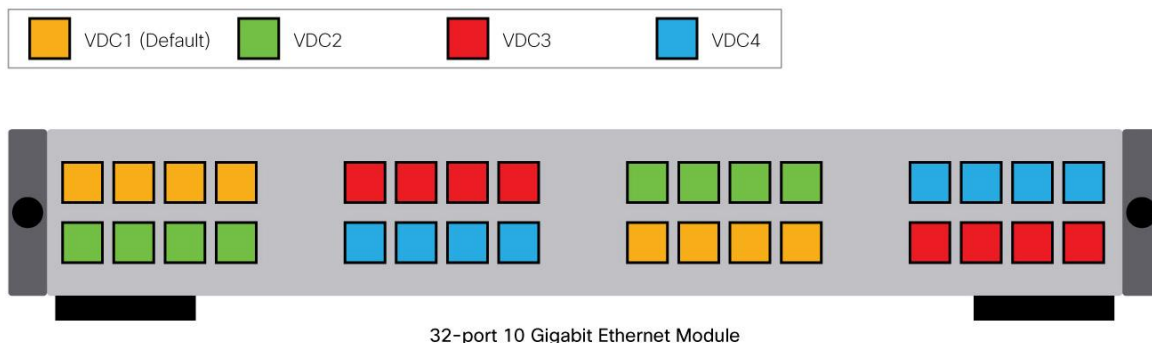 VDC1 (Default) VDC2 VDC3 VDC4
32-port 10 Gigabit Ethernet Module